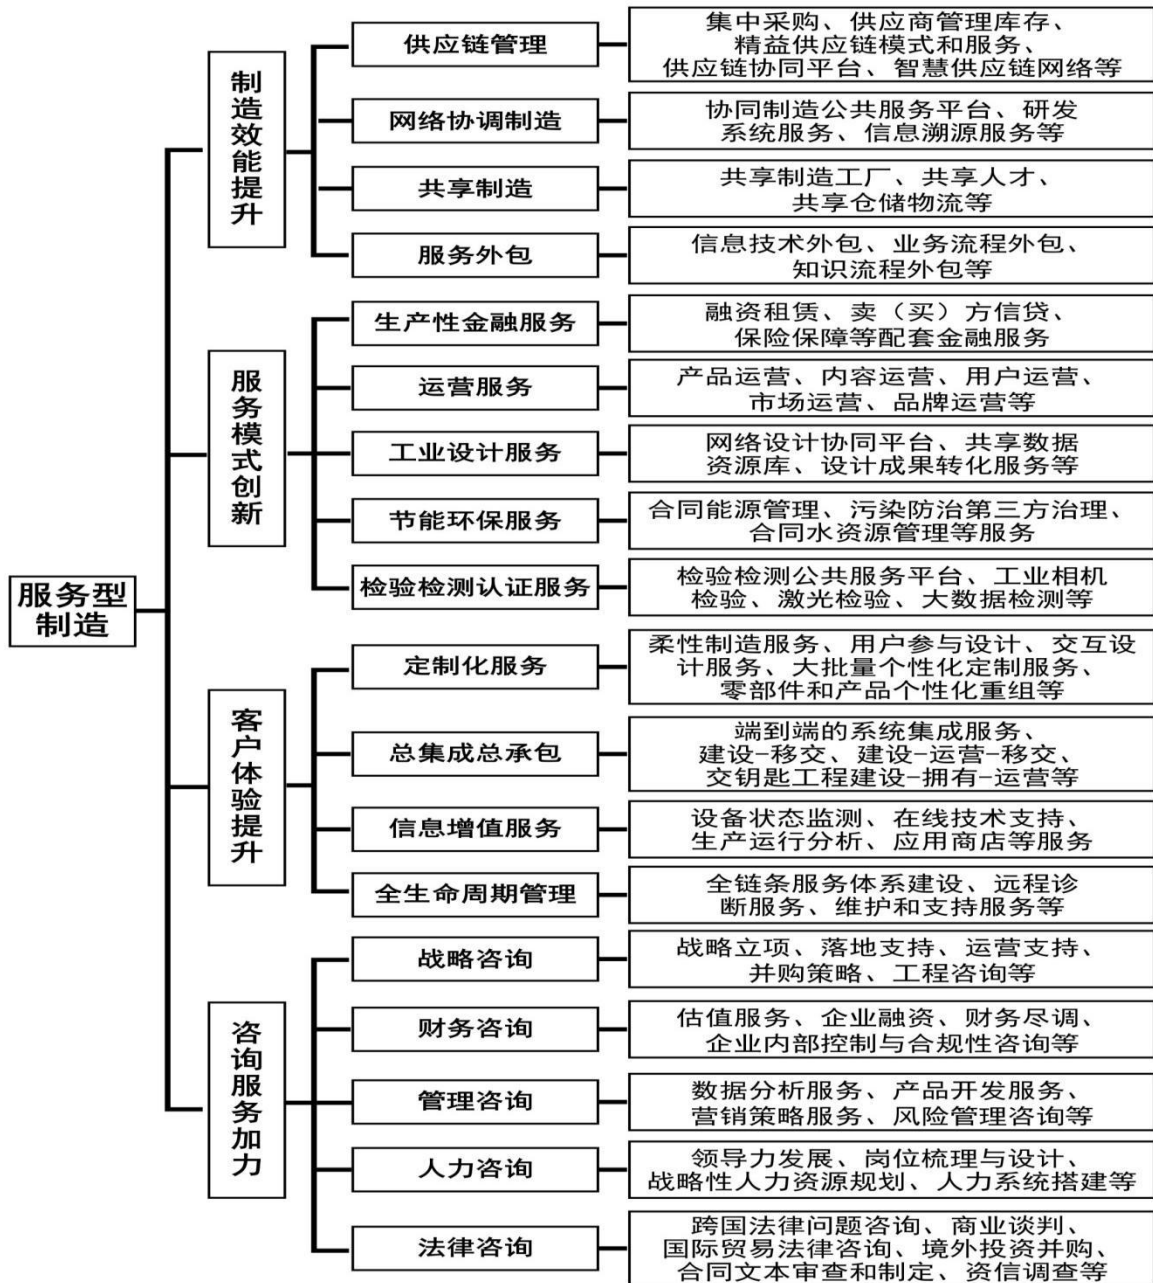 服务型
制造
制造效能提升
供应链管理
集中采购、供应商管理库存、
精益供应链模式和服务、
供应链协同平台、智慧供应链网络等
网络协调制造
协同制造公共服务平台、研发
系统服务、信息溯源服务等
共享制造
共享制造工厂、共享人才、
共享仓储物流等
服务外包
信息技术外包、业务流程外包、
知识流程外包等
服务模式创新
生产性金融服务
融资租赁、卖（买）方信贷、
保险保障等配套金融服务
运营服务
产品运营、内容运营、用户运营、
市场运营、品牌运营等
工业设计服务
网络设计协同平台、共享数据
资源库、设计成果转化服务等
节能环保服务
合同能源管理、污染防治第三方治理、
合同水资源管理等服务
检验检测认证服务
检验检测公共服务平台、工业相机
检验、激光检验、大数据检测等
客户体验提升
定制化服务
柔性制造服务、用户参与设计、交互设
计服务、大批量个性化定制服务、
零部件和产品个性化重组等
总集成总承包
端到端的系统集成服务、
建设-移交、建设-运营-移交、
交钥匙工程建设-拥有-运营等
信息增值服务
设备状态监测、在线技术支持、
生产运行分析、应用商店等服务
全生命周期管理
全链条服务体系建设、远程诊
断服务、维护和支持服务等
咨询服务加力
战略咨询
战略立项、落地支持、运营支持、
并购策略、工程咨询等
财务咨询
估值服务、企业融资、财务尽调、
企业内部控制与合规性咨询等
管理咨询
数据分析服务、产品开发服务、
营销策略服务、风险管理咨询等
人力咨询
领导力发展、岗位梳理与设计、
战略性人力资源规划、人力系统搭建等
法律咨询
跨国法律问题咨询、商业谈判、
国际贸易法律咨询、境外投资并购、
合同文本审查和制定、资信调查等